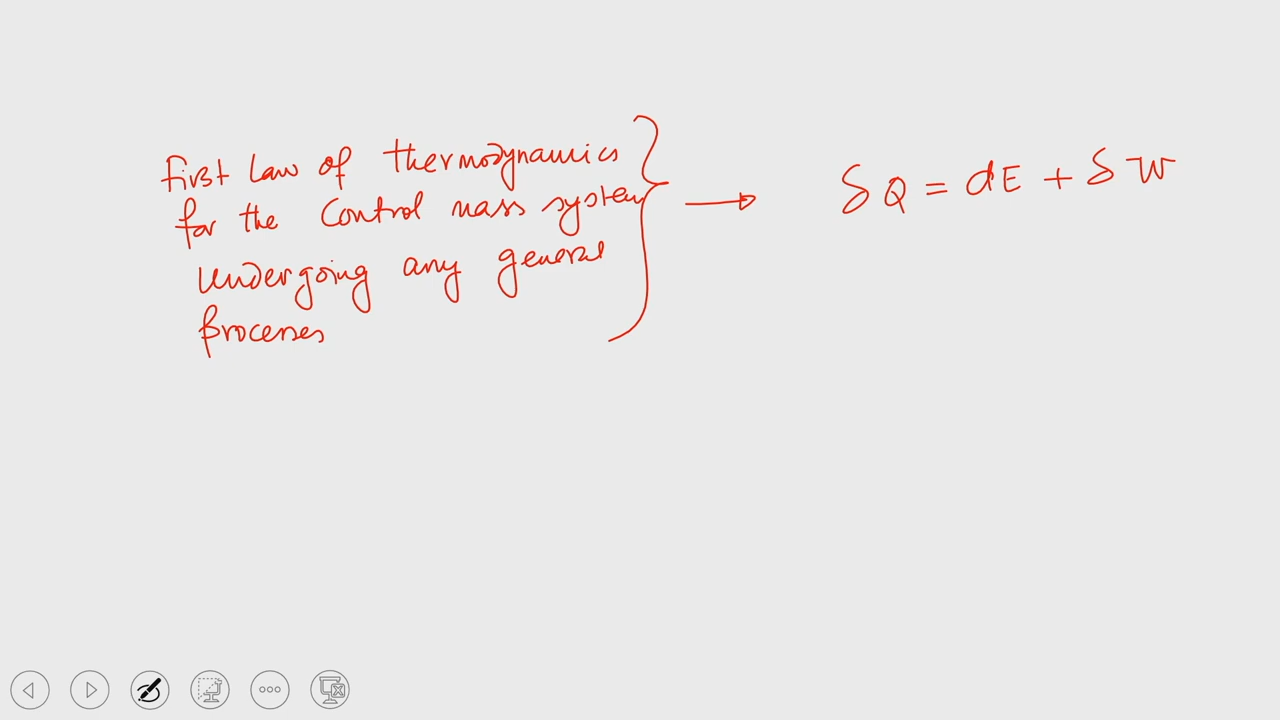 First Law of thermodynamics
for the Control mass system
undergoing any general
processes
δQ = dE + δW